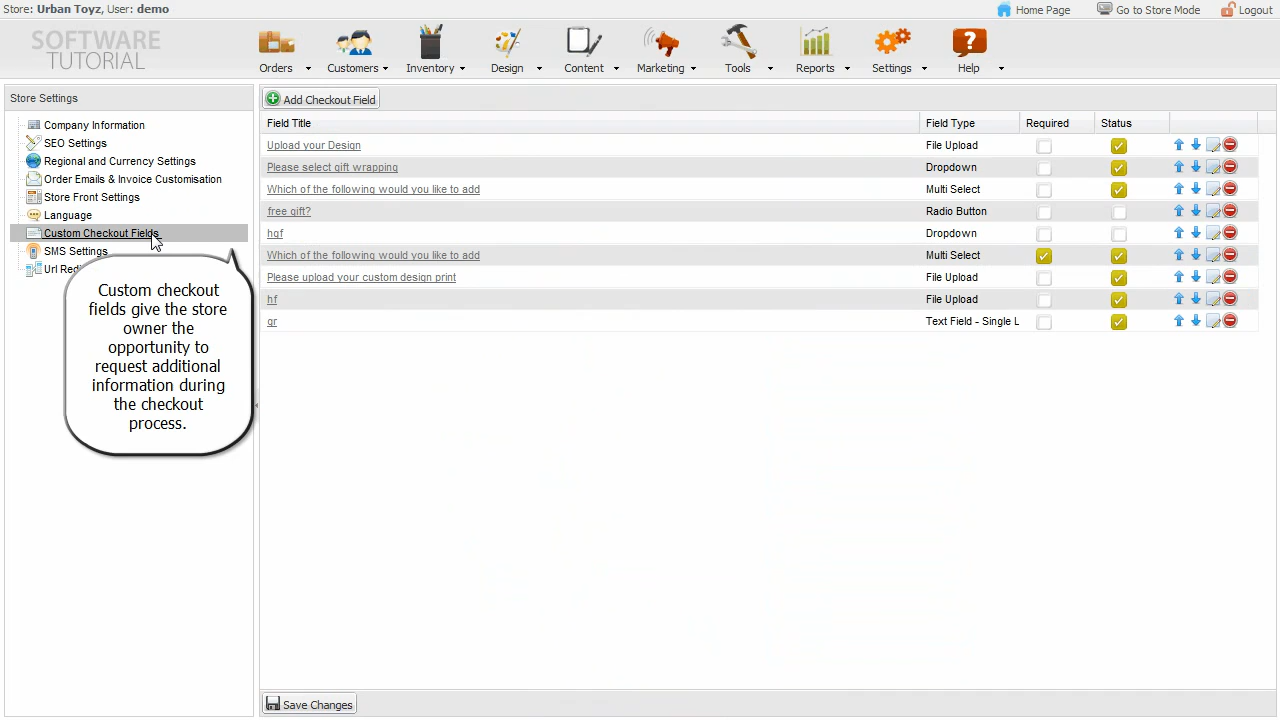 Store: Urban Toyz, User: demo
Home Page
Go to Store Mode
Logout
SOFTWARE
TUTORIAL
Orders
Customers
Inventory
Design
Content
Marketing
Tools
Reports
Settings
Help
Store Settings
Company Information
SEO Settings
Regional and Currency Settings
Order Emails & Invoice Customisation
Store Front Settings
Language
Custom Checkout Fields
SMS Settings
Url Red
Custom checkout
fields give the store
owner the
opportunity to
request additional
information during
the checkout
process.
Add Checkout Field
Field Title Field Type Required Status
Upload your Design File Upload
Please select gift wrapping Dropdown
Which of the following would you like to add Multi Select
free gift? Radio Button
hgf Dropdown
Which of the following would you like to add Multi Select
Please upload your custom design print File Upload
hf File Upload
gr Text Field - Single L
Save Changes